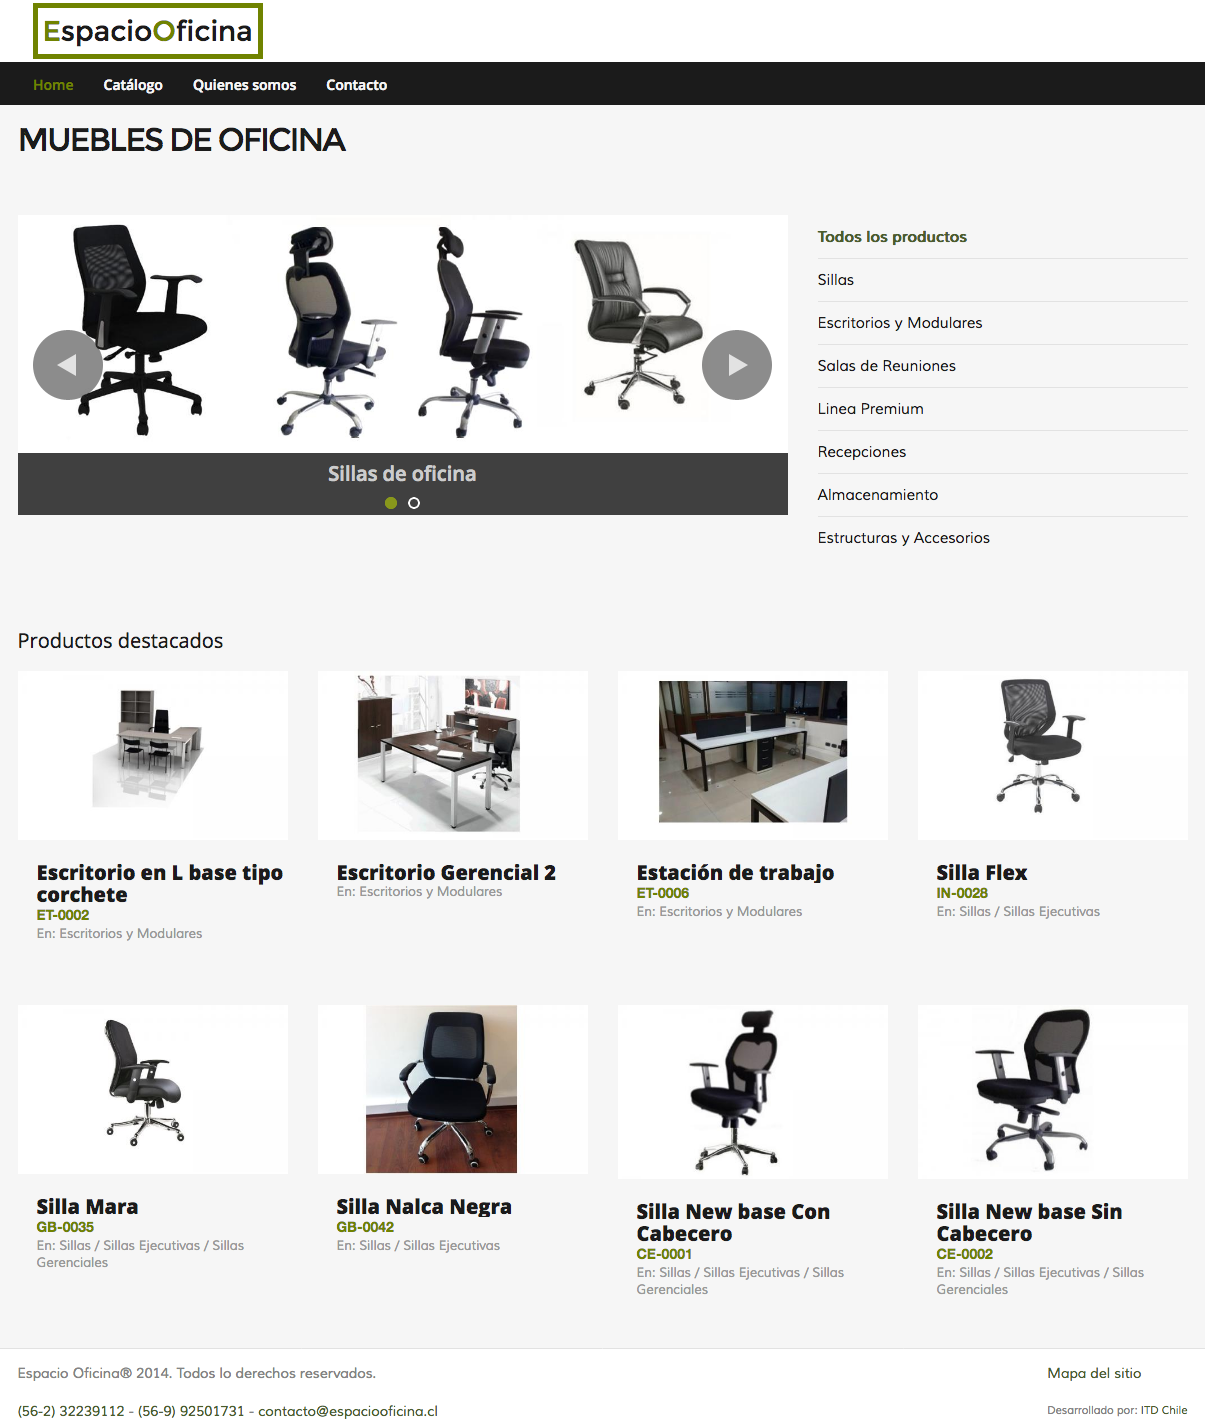 EspacioOficina
Home Catálogo Quienes somos Contacto
MUEBLES DE OFICINA
Sillas de oficina
Todos los productos
Sillas
Escritorios y Modulares
Salas de Reuniones
Linea Premium
Recepciones
Almacenamiento
Estructuras y Accesorios
Productos destacados
Escritorio en L base tipo
corchete
ET-0002
En: Escritorios y Modulares
Escritorio Gerencial 2
En: Escritorios y Modulares
Estación de trabajo
ET-0006
En: Escritorios y Modulares
Silla Flex
IN-0028
En: Sillas / Sillas Ejecutivas
Silla Mara
GB-0035
En: Sillas / Sillas Ejecutivas / Sillas
Gerenciales
Silla Nalca Negra
GB-0042
En: Sillas / Sillas Ejecutivas
Silla New base Con
Cabecero
CE-0001
En: Sillas / Sillas Ejecutivas / Sillas
Gerenciales
Silla New base Sin
Cabecero
CE-0002
En: Sillas / Sillas Ejecutivas / Sillas
Gerenciales
Espacio Oficina® 2014. Todos lo derechos reservados.
Mapa del sitio
(56-2) 32239112 - (56-9) 92501731 - contacto@espaciooficina.cl
Desarrollado por: ITD Chile